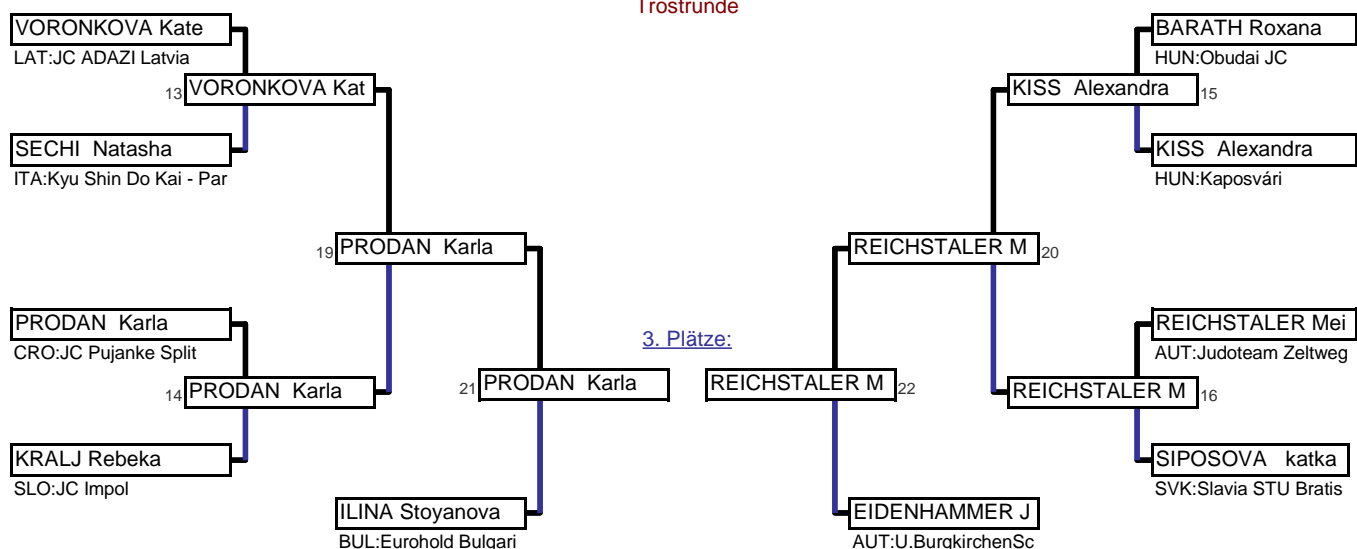 Trostrunde
VORONKOVA Kate
LAT:JC ADAZI Latvia
13 VORONKOVA Kat
SECHI Natasha
ITA:Kyu Shin Do Kai - Par
19 PRODAN Karla
PRODAN Karla
CRO:JC Pujanke Split
14 PRODAN Karla
KRALJ Rebeka
SLO:JC Impol
21 PRODAN Karla
ILINA Stoyanova
BUL:Eurohold Bulgari
3. Plätze:
BARATH Roxana
HUN:Obudai JC
KISS Alexandra 15
KISS Alexandra
HUN:Kaposvári
REICHSTALER M 20
REICHSTALER Mei
AUT:Judoteam Zeltweg
REICHSTALER M 16
SIPOSOVA katka
SVK:Slavia STU Bratis
REICHSTALER M 22
EIDENHAMMER J
AUT:U.BurgkirchenSc